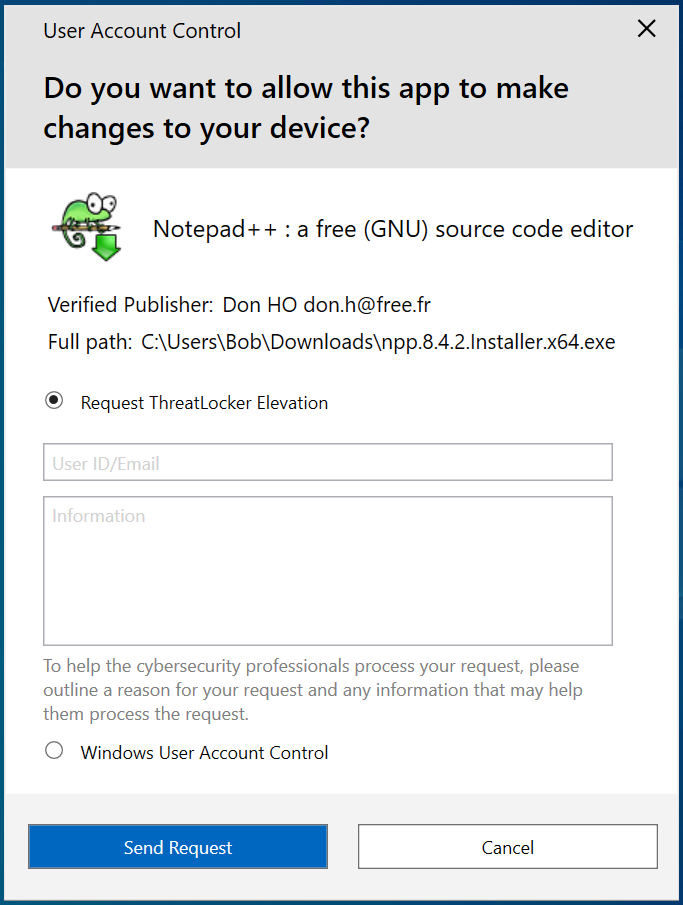 User Account Control
Do you want to allow this app to make
changes to your device?
Notepad++ : a free (GNU) source code editor
Verified Publisher: Don HO don.h@free.fr
Full path: C:\Users\Bob\Downloads\npp.8.4.2.Installer.x64.exe
Request ThreatLocker Elevation
User ID/Email
Information
To help the cybersecurity professionals process your request, please
outline a reason for your request and any information that may help
them process the request.
Windows User Account Control
Send Request
Cancel